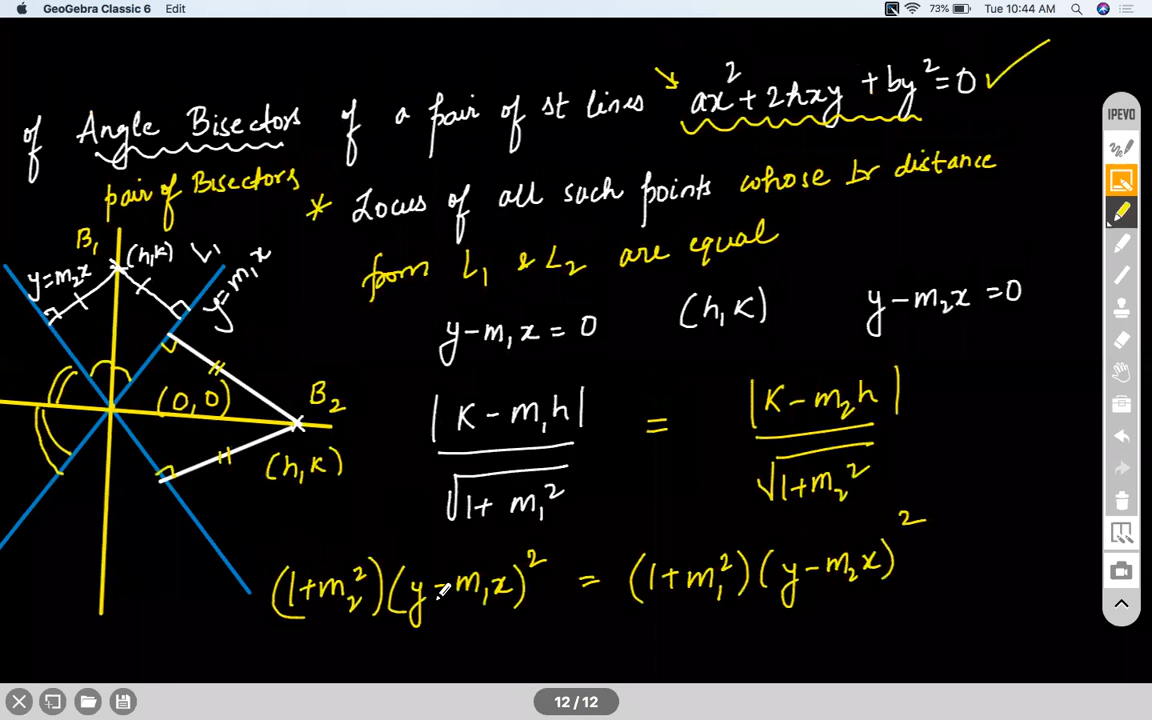 GeoGebra Classic 6 Edit 73% Tue 10:44 AM
of Angle Bisectors of a pair of st lines ax² + 2hxy + by² = 0 ✓
pair of Bisectors
* Locus of all such points whose ⊥r distance
from L₁ & L₂ are equal
B₁
(h,K)
L₁
y=m₂x
y=m₁x
(0,0)
B₂
(h,K)
y-m₁x = 0 (h,K) y-m₂x = 0
|K-m₁h| / √1+m₁² = |K-m₂h| / √1+m₂²
(1+m₂²)(y-m₁x)² = (1+m₁²)(y-m₂x)²
IPEVO
12 / 12